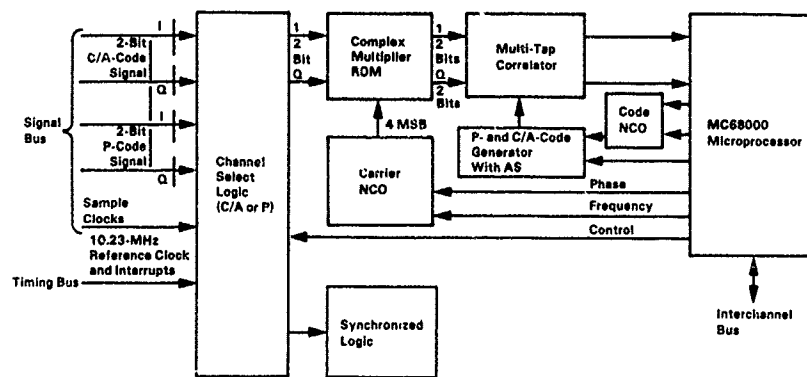 I
2-Bit
C/A-Code
Signal
Q
I
2-Bit
P-Code
Signal
Q
Signal
Bus
Sample
Clocks
10.23-MHz
Reference Clock
and Interrupts
Timing Bus
Channel
Select
Logic
(C/A or P)
1
2
Bit
Q
Complex
Multiplier
ROM
1
2
Bits
Q
2
Bits
Multi-Tap
Correlator
4 MSB
Carrier
NCO
P- and C/A-Code
Generator
With AS
Code
NCO
MC68000
Microprocessor
Phase
Frequency
Control
Synchronized
Logic
Interchannel
Bus